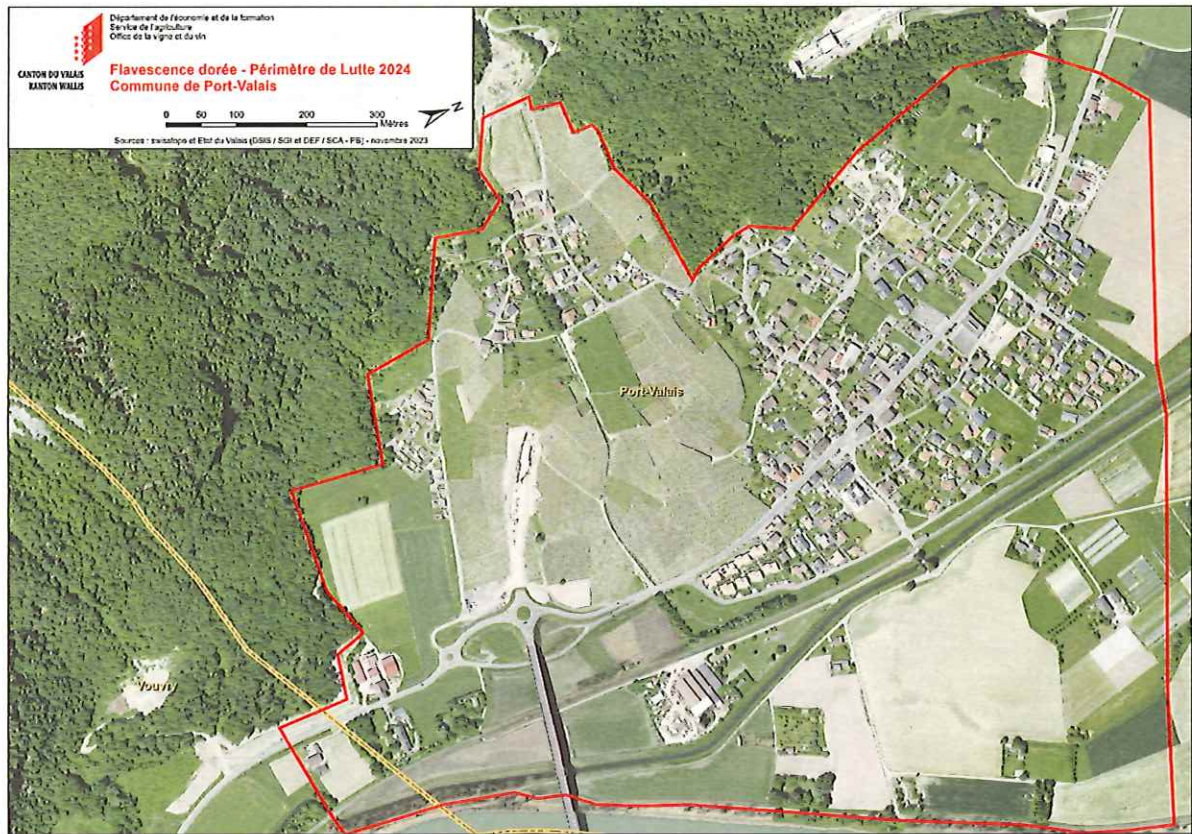 Département de l'économie et de la formation
Service de l'agriculture
Office de la vigne et du vin
CANTON DU VALAIS
KANTON WALLIS
Flavescence dorée - Périmètre de Lutte 2024
Commune de Port-Valais
0 50 100 200 300
Mètres
Z
Sources : swisstopo et Etat du Valais (DSIS / SGI et DEF / SCA - PB) - novembre 2023
Port-Valais
Vouvry